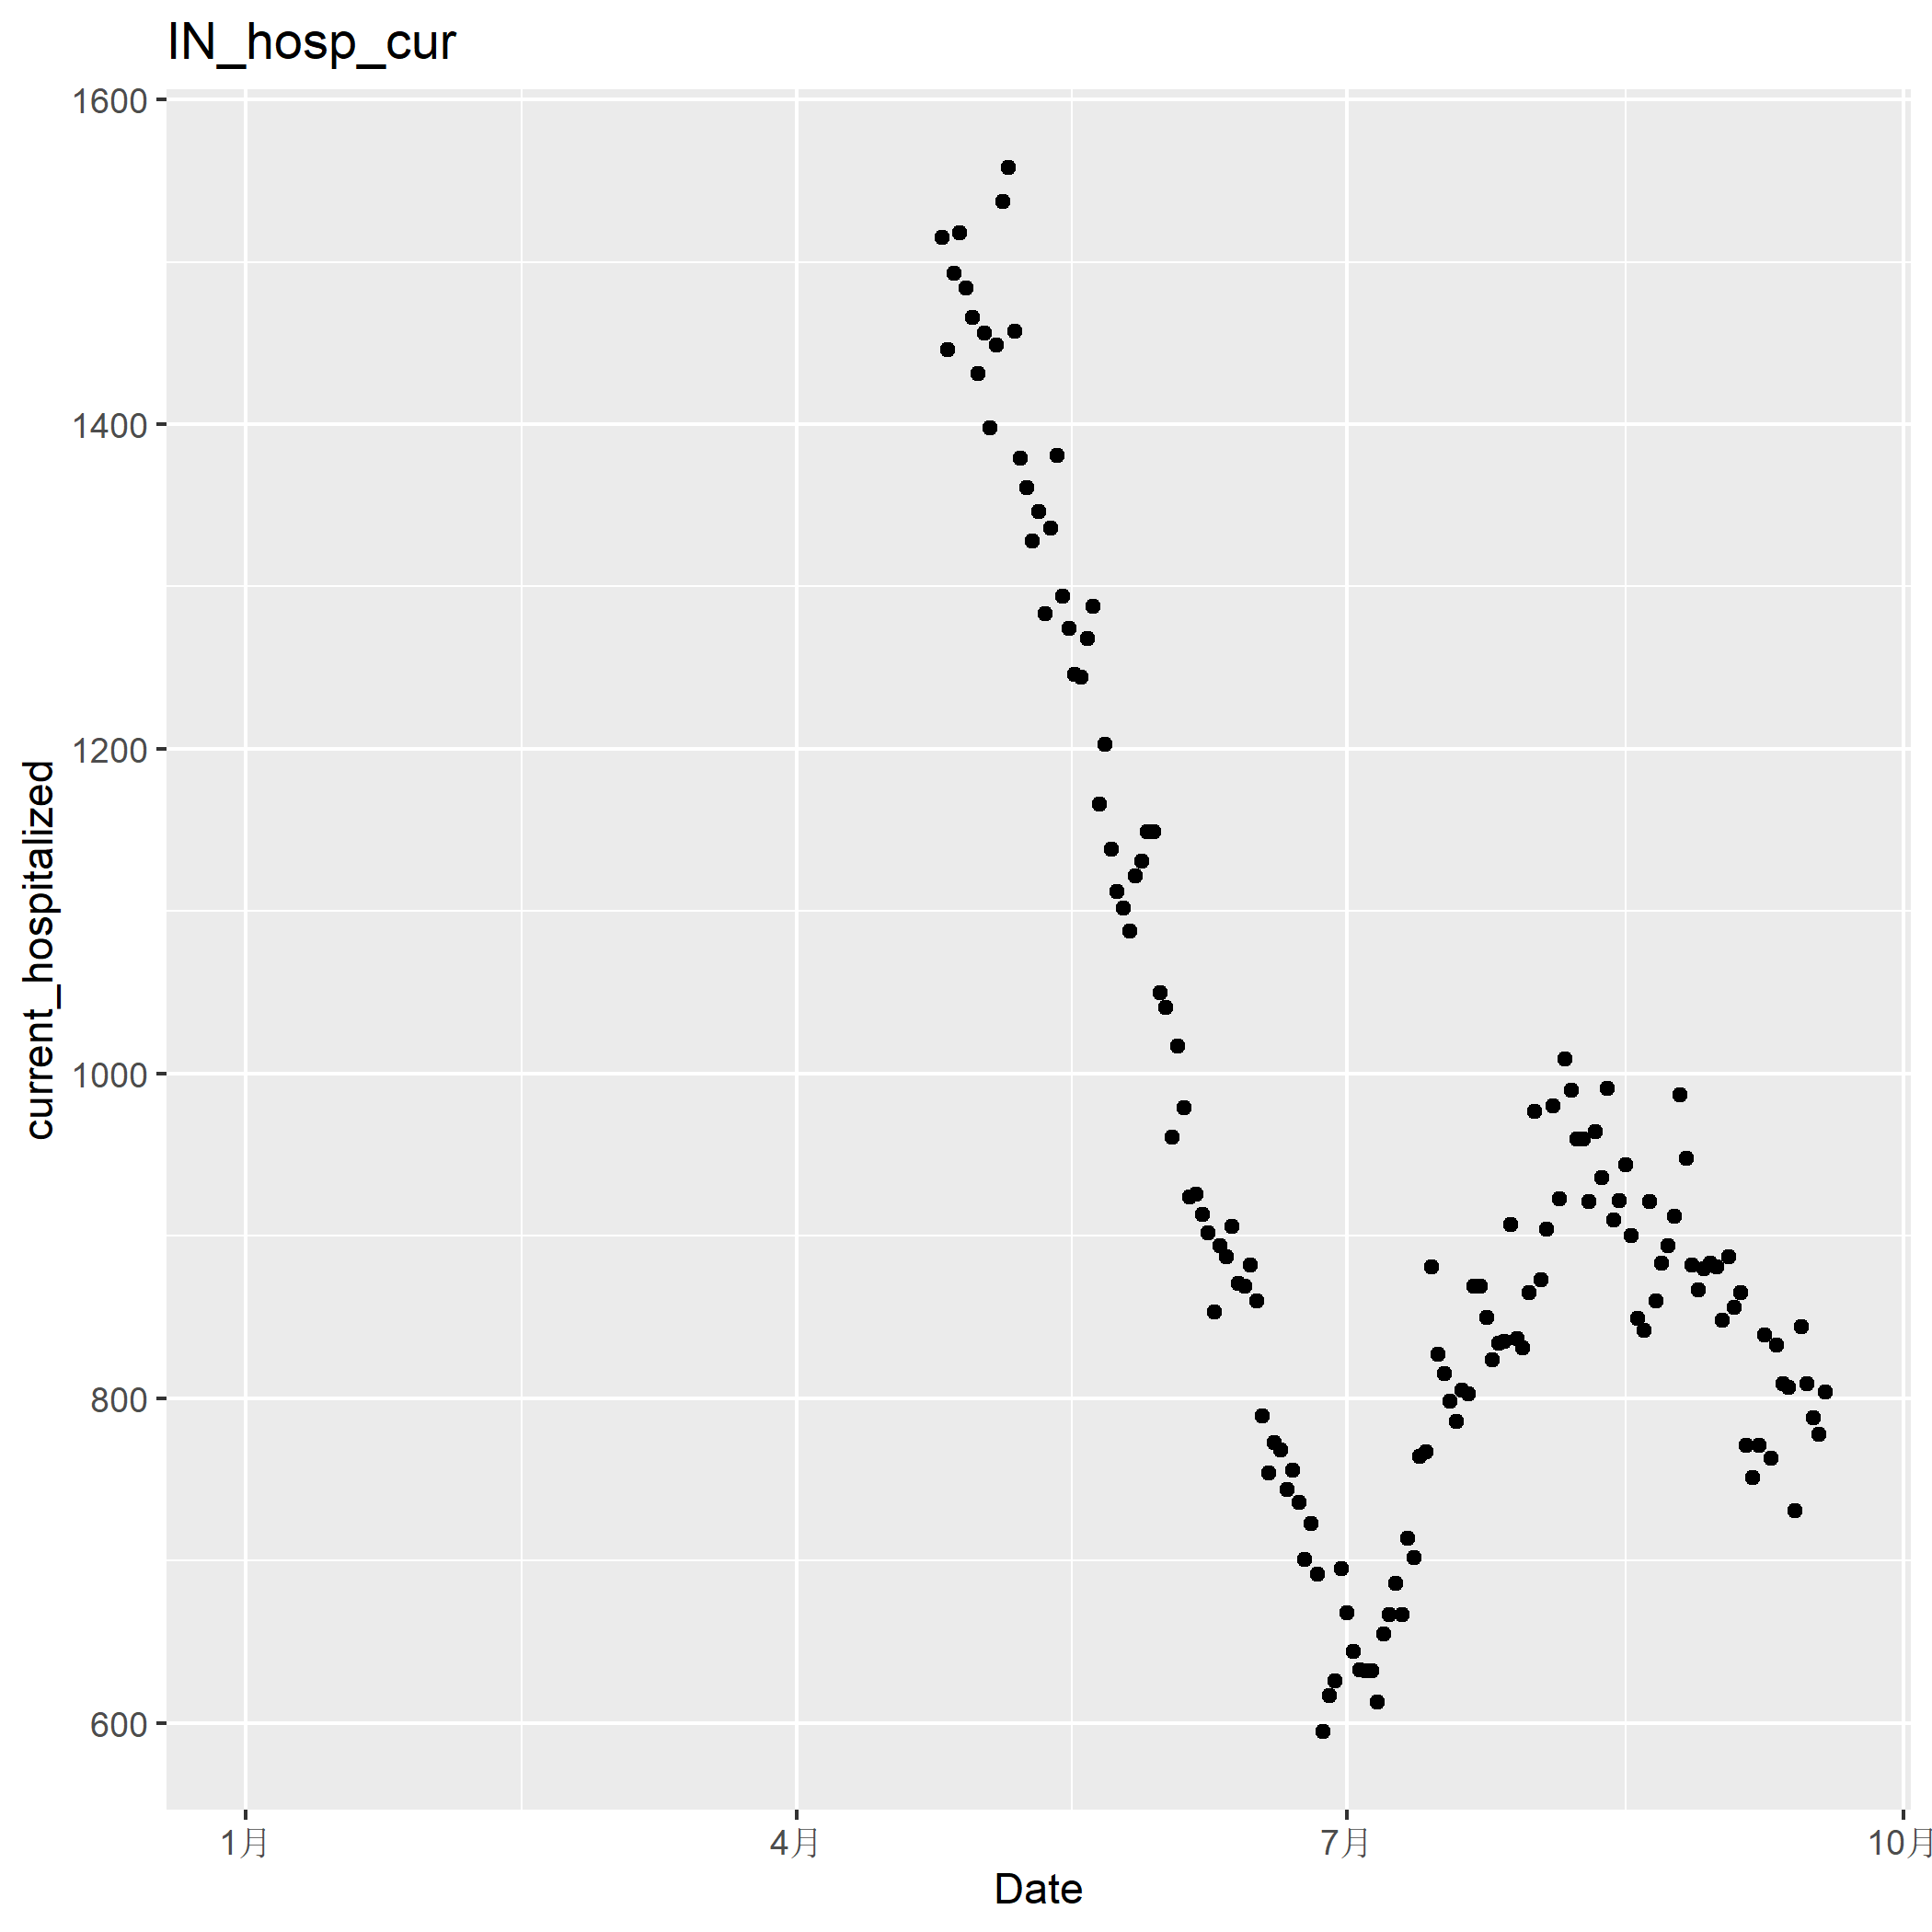 IN_hosp_cur
1600
1400
1200
1000
800
600
current_hospitalized
1月 4月 7月 10月
Date